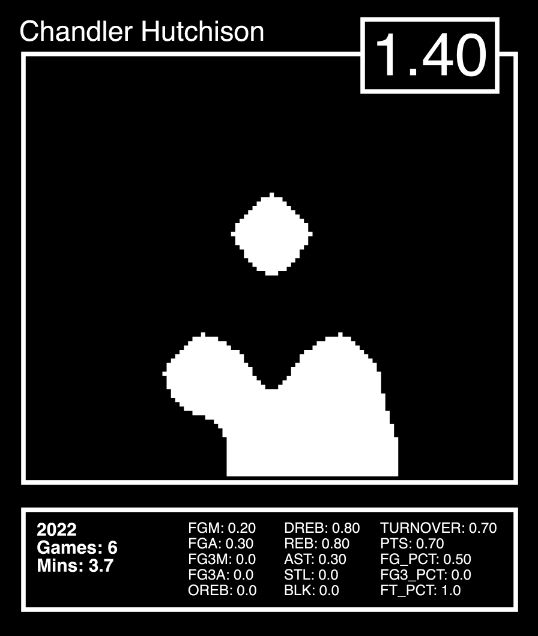 Chandler Hutchison
1.40
2022
Games: 6
Mins: 3.7
FGM: 0.20
FGA: 0.30
FG3M: 0.0
FG3A: 0.0
OREB: 0.0
DREB: 0.80
REB: 0.80
AST: 0.30
STL: 0.0
BLK: 0.0
TURNOVER: 0.70
PTS: 0.70
FG_PCT: 0.50
FG3_PCT: 0.0
FT_PCT: 1.0